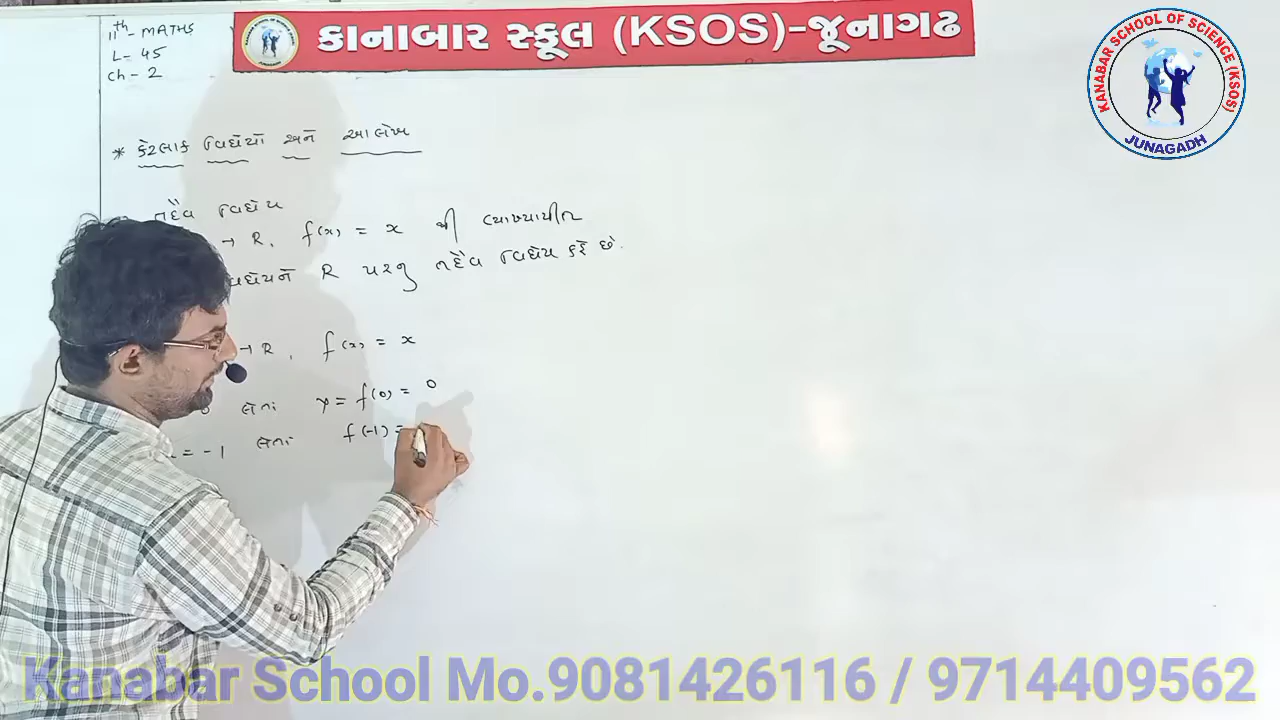 11th - MATHS
L - 45
ch - 2
કાનાબાર સ્કૂલ (KSOS)-જૂનાગઢ
KANABAR SCHOOL OF SCIENCE (KSOS)
JUNAGADH
* કેટલાક વિધેયો અને આલેખ
તદૈવ વિધેય
→ R, f(x) = x થી વ્યાખ્યાયીત
વિધેયને R પરનું તદૈવ વિધેય કહે છે.
→ R, f(x) = x
0 લેતાં y = f(0) = 0
x = -1 લેતાં f(-1) =
Kanabar School Mo.9081426116 / 9714409562